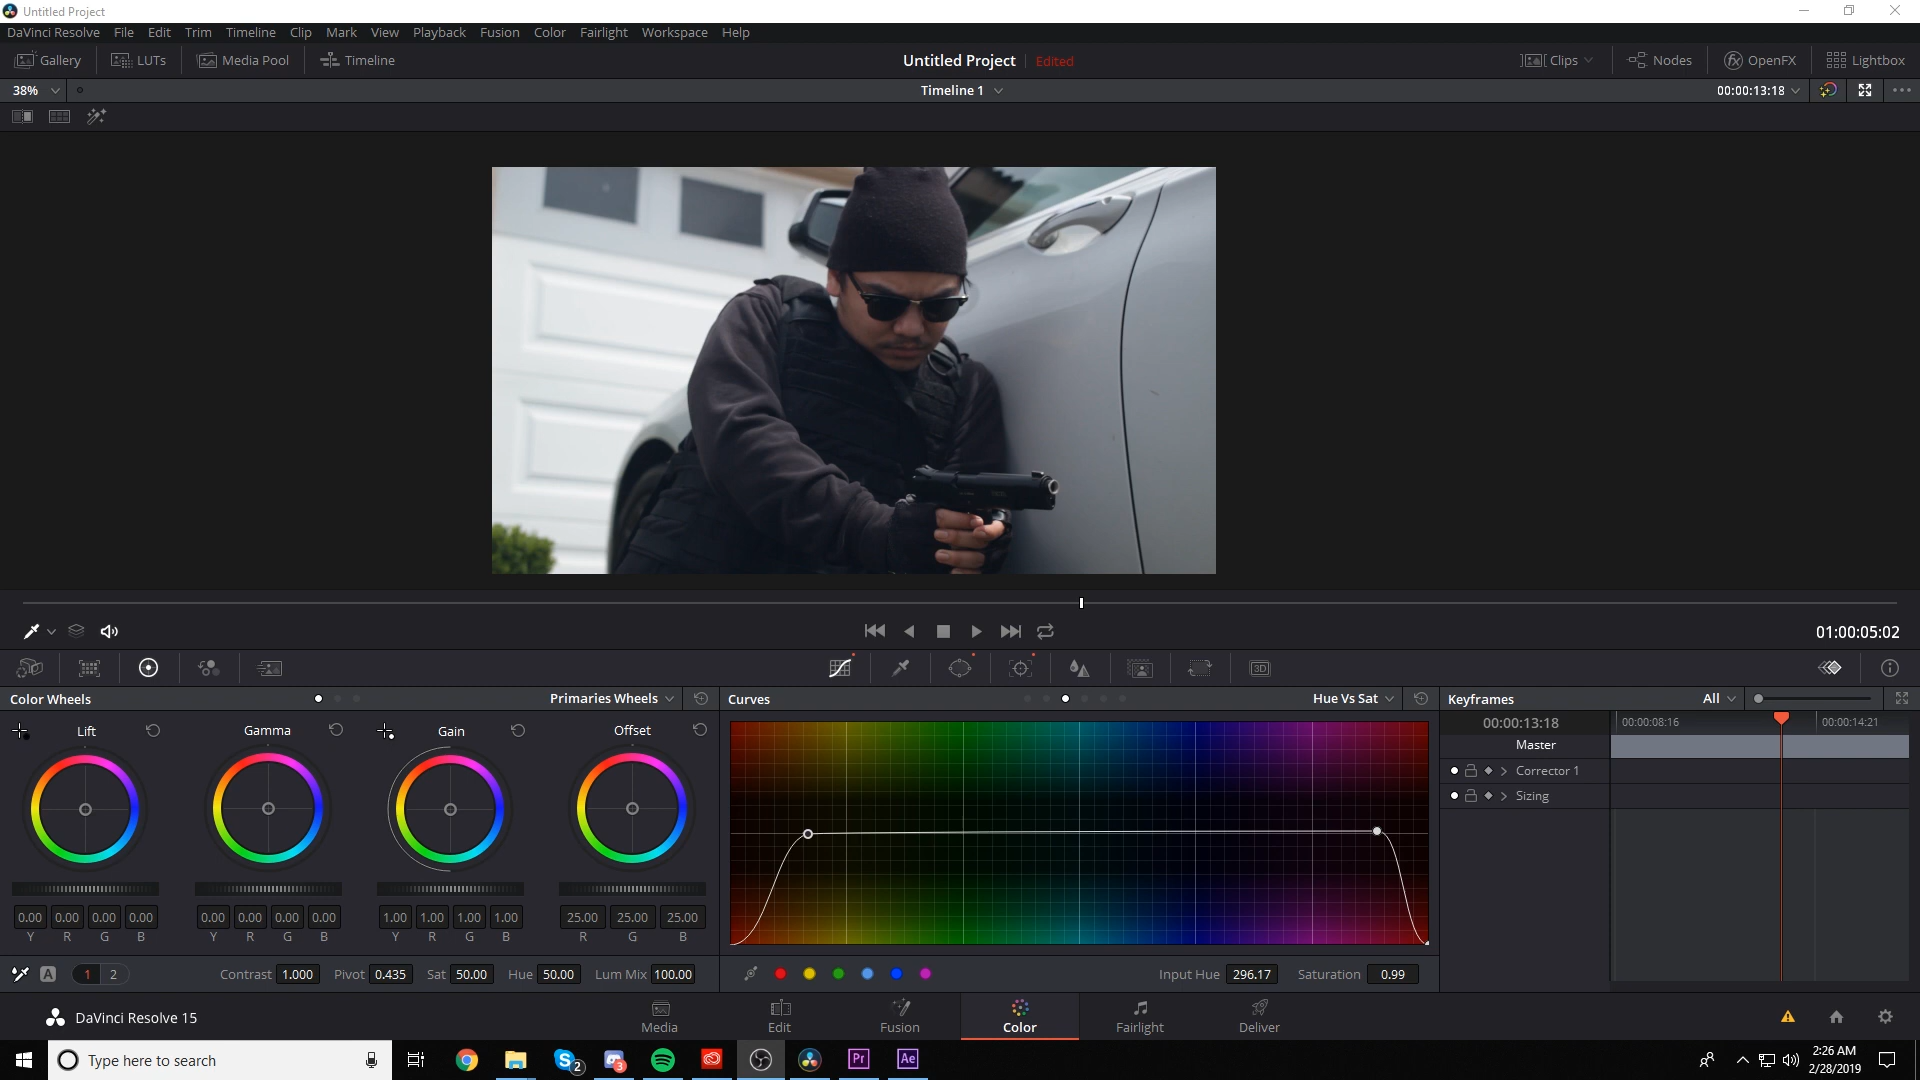 Untitled Project
DaVinci Resolve File Edit Trim Timeline Clip Mark View Playback Fusion Color Fairlight Workspace Help
Gallery LUTs Media Pool Timeline Untitled Project Edited Clips Nodes fx OpenFX Lightbox
38% Timeline 1 00:00:13:18
01:00:05:02
3D
Color Wheels Primaries Wheels Curves Hue Vs Sat Keyframes All
Lift Gamma Gain Offset 00:00:13:18 00:00:08:16 00:00:14:21
Master
Corrector 1
Sizing
0.00 0.00 0.00 0.00 0.00 0.00 0.00 0.00 1.00 1.00 1.00 1.00 25.00 25.00 25.00
Y R G B Y R G B Y R G B R G B
A 1 2 Contrast 1.000 Pivot 0.435 Sat 50.00 Hue 50.00 Lum Mix 100.00 Input Hue 296.17 Saturation 0.99
DaVinci Resolve 15 Media Edit Fusion Color Fairlight Deliver
Type here to search S 2 3 Pr Ae 2:26 AM
2/28/2019